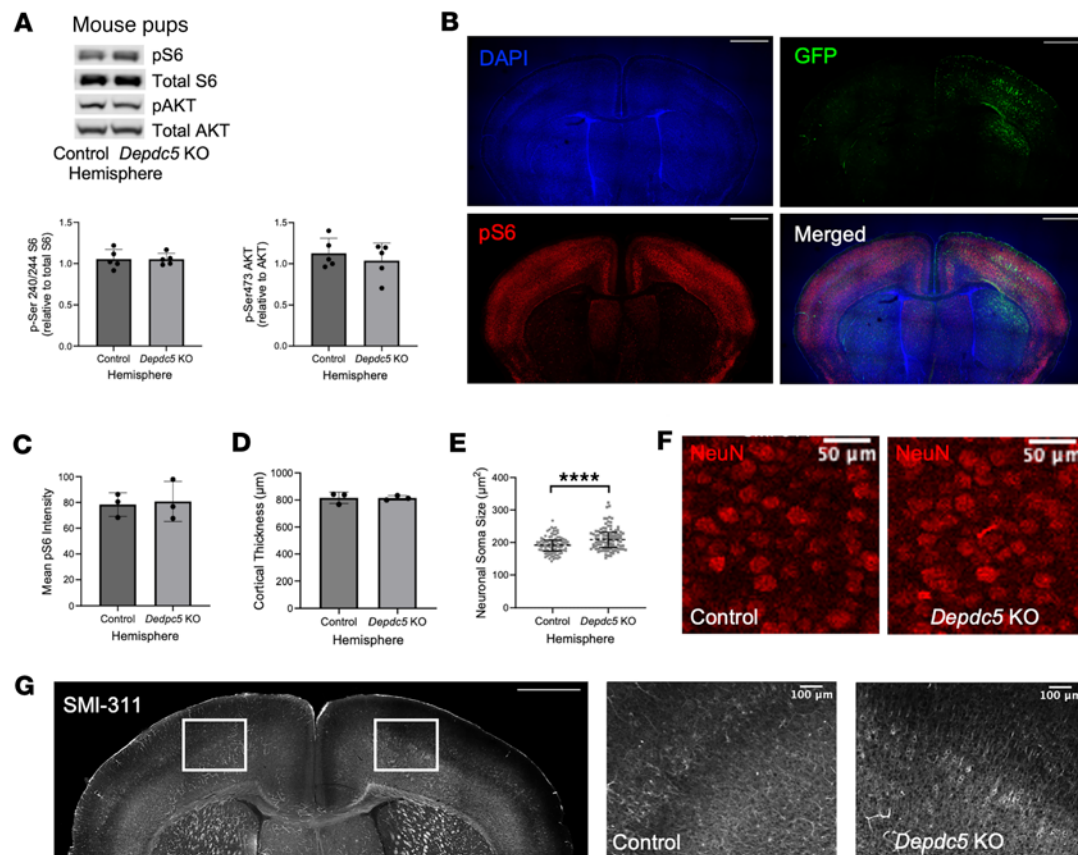 A
Mouse pups
pS6
Total S6
pAKT
Total AKT
Control Depdc5 KO
Hemisphere
p-Ser 240/244 S6
(relative to total S6)
1.5
1.0
0.5
0.0
Control Depdc5 KO
Hemisphere
p-Ser473 AKT
(relative to AKT)
1.5
1.0
0.5
0.0
Control Depdc5 KO
Hemisphere
B
DAPI
GFP
pS6
Merged
C
Mean pS6 Intensity
100
80
60
40
20
0
Control Depdc5 KO
Hemisphere
D
Cortical Thickness (µm)
1000
800
600
400
200
0
Control Depdc5 KO
Hemisphere
E
Neuronal Soma Size (µm²)
400
300
200
100
0
****
Control Depdc5 KO
Hemisphere
F
NeuN
50 µm
Control
NeuN
50 µm
Depdc5 KO
G
SMI-311
100 µm
Control
100 µm
Depdc5 KO